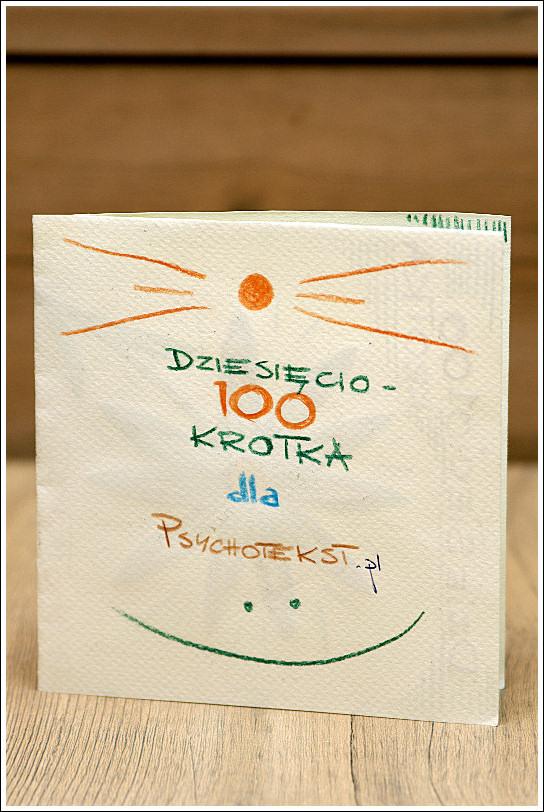 DZIESIĘCIO-
100
KROTKA
dla
PSYCHOTEKST.pl